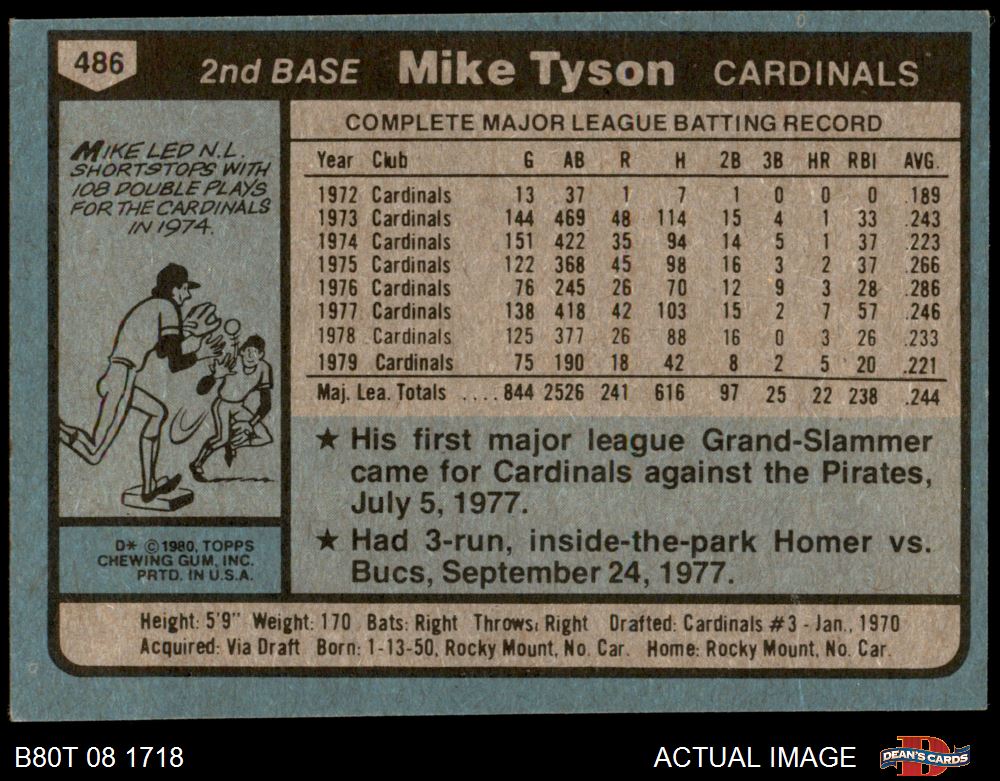 486 2nd BASE Mike Tyson CARDINALS
MIKE LED N.L.
SHORTSTOPS WITH
108 DOUBLE PLAYS
FOR THE CARDINALS
IN 1974.
D* © 1980, TOPPS
CHEWING GUM, INC.
PRTD. IN U.S.A.
COMPLETE MAJOR LEAGUE BATTING RECORD
Year Club G AB R H 2B 3B HR RBI AVG.
1972 Cardinals 13 37 1 7 1 0 0 0 .189
1973 Cardinals 144 469 48 114 15 4 1 33 .243
1974 Cardinals 151 422 35 94 14 5 1 37 .223
1975 Cardinals 122 368 45 98 16 3 2 37 .266
1976 Cardinals 76 245 26 70 12 9 3 28 .286
1977 Cardinals 138 418 42 103 15 2 7 57 .246
1978 Cardinals 125 377 26 88 16 0 3 26 .233
1979 Cardinals 75 190 18 42 8 2 5 20 .221
Maj. Lea. Totals ....844 2526 241 616 97 25 22 238 .244
★ His first major league Grand-Slammer
came for Cardinals against the Pirates,
July 5, 1977.
★ Had 3-run, inside-the-park Homer vs.
Bucs, September 24, 1977.
Height: 5'9" Weight: 170 Bats: Right Throws: Right Drafted: Cardinals #3 - Jan., 1970
Acquired: Via Draft Born: 1-13-50, Rocky Mount, No. Car. Home: Rocky Mount, No. Car.
B80T 08 1718 ACTUAL IMAGE DEAN'S CARDS